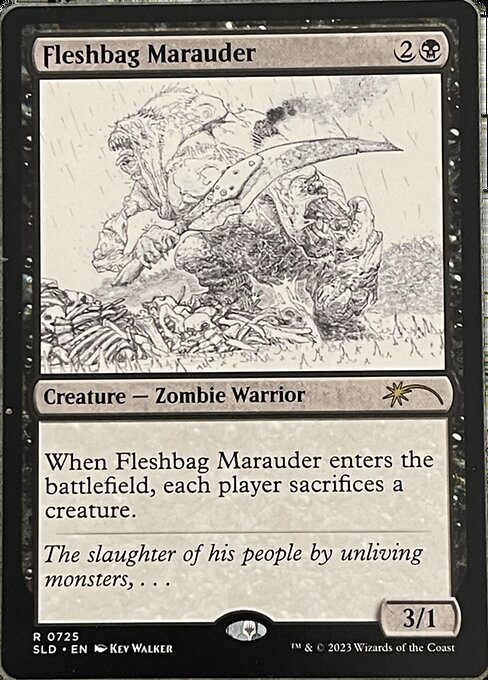 Fleshbag Marauder 2
Creature — Zombie Warrior
When Fleshbag Marauder enters the
battlefield, each player sacrifices a
creature.
The slaughter of his people by unliving
monsters, . . .
3/1
R 0725
SLD • EN Kev Walker
™ & © 2023 Wizards of the Coast